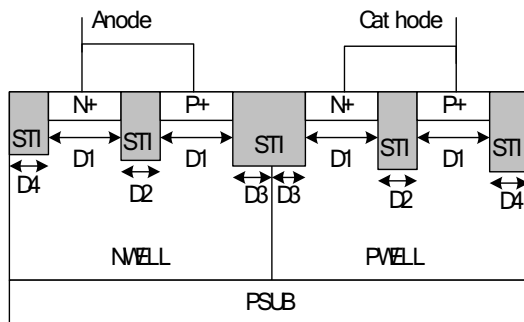 Anode Cat hode
N+ P+ N+ P+
STI STI STI STI STI
D1 D1 D1 D1
D4 D2 D3 D3 D2 D4
NWELL PWELL
PSUB